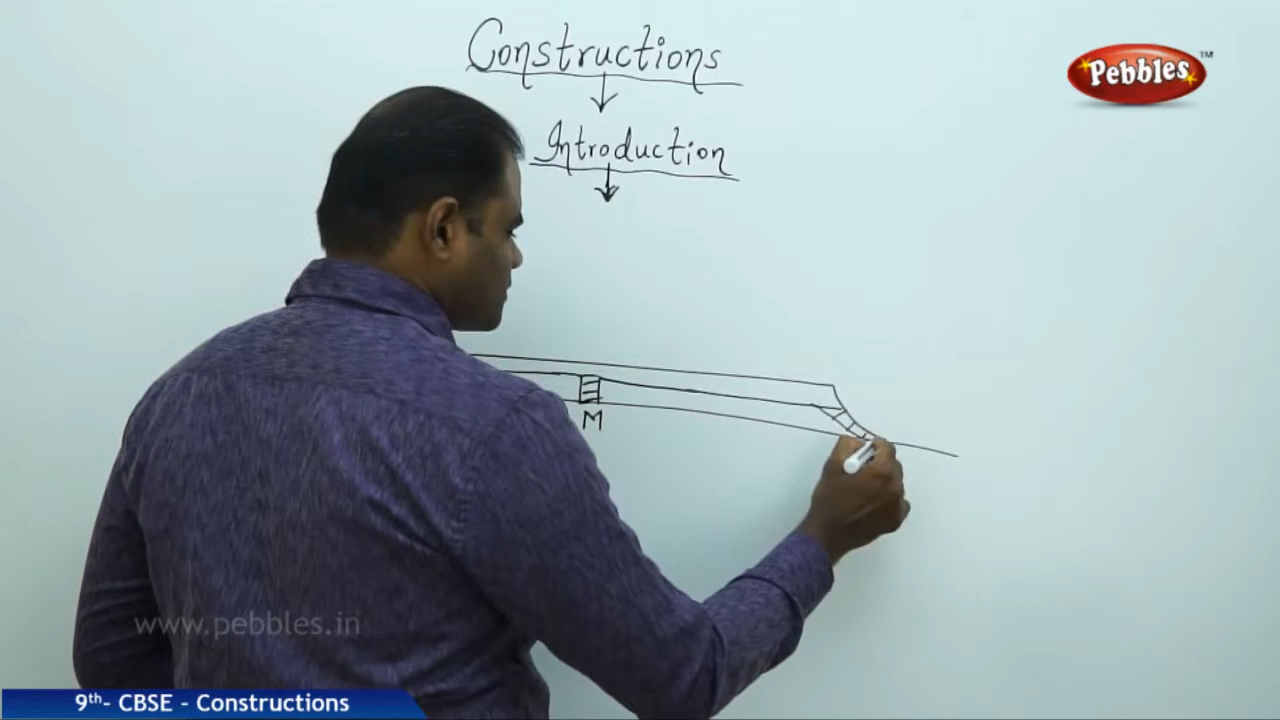 Constructions
Pebbles™
Introduction
M
www.pebbles.in
9th- CBSE - Constructions